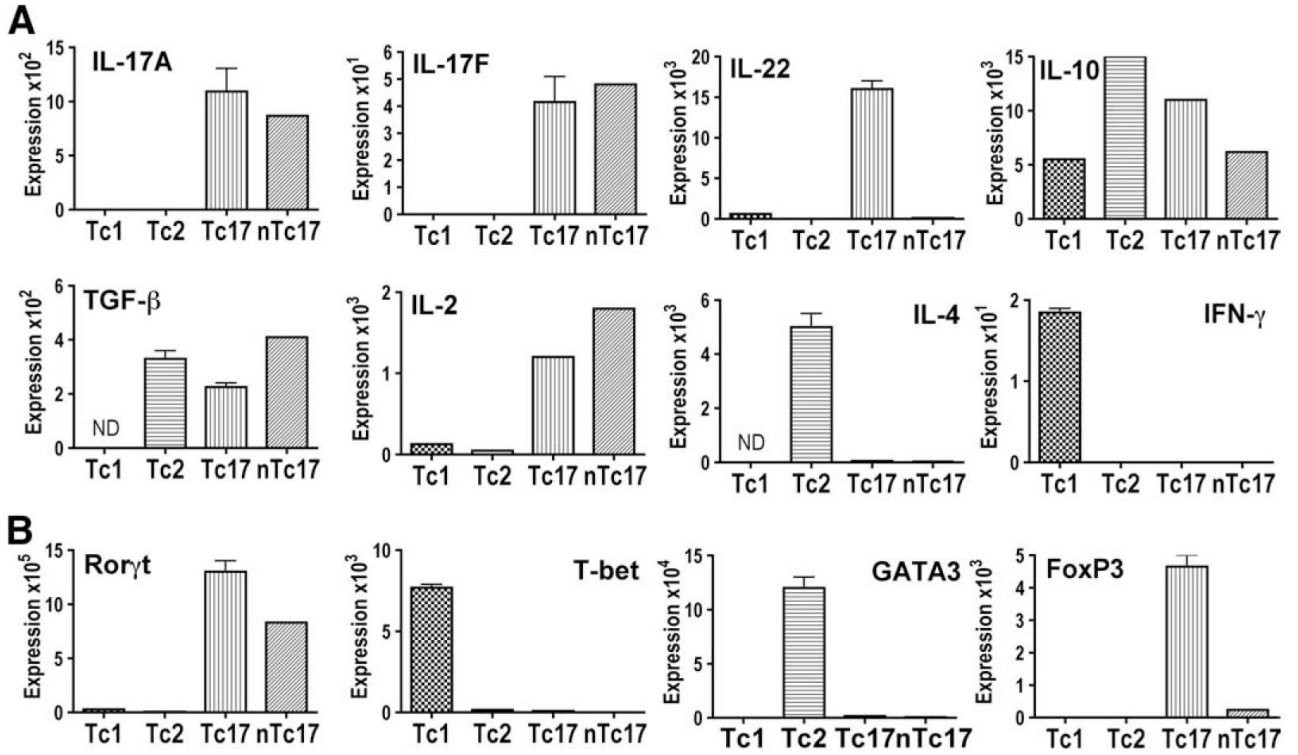 A
IL-17A
Expression x10²
15
10
5
0
Tc1 Tc2 Tc17 nTc17
IL-17F
Expression x10¹
6
5
4
3
2
1
0
Tc1 Tc2 Tc17 nTc17
IL-22
Expression x10³
20
15
10
5
0
Tc1 Tc2 Tc17 nTc17
IL-10
Expression x10³
15
10
5
0
Tc1 Tc2 Tc17 nTc17
TGF-β
Expression x10²
6
4
2
0
ND
Tc1 Tc2 Tc17 nTc17
IL-2
Expression x10³
2
1
0
Tc1 Tc2 Tc17 nTc17
IL-4
Expression x10³
6
4
2
0
ND
Tc1 Tc2 Tc17 nTc17
IFN-γ
Expression x10¹
2
1
0
Tc1 Tc2 Tc17 nTc17
B
Rorγt
Expression x10⁵
15
10
5
0
Tc1 Tc2 Tc17 nTc17
T-bet
Expression x10³
10
5
0
Tc1 Tc2 Tc17 nTc17
GATA3
Expression x10⁴
15
10
5
0
Tc1 Tc2 Tc17 nTc17
FoxP3
Expression x10³
5
4
3
2
1
0
Tc1 Tc2 Tc17 nTc17